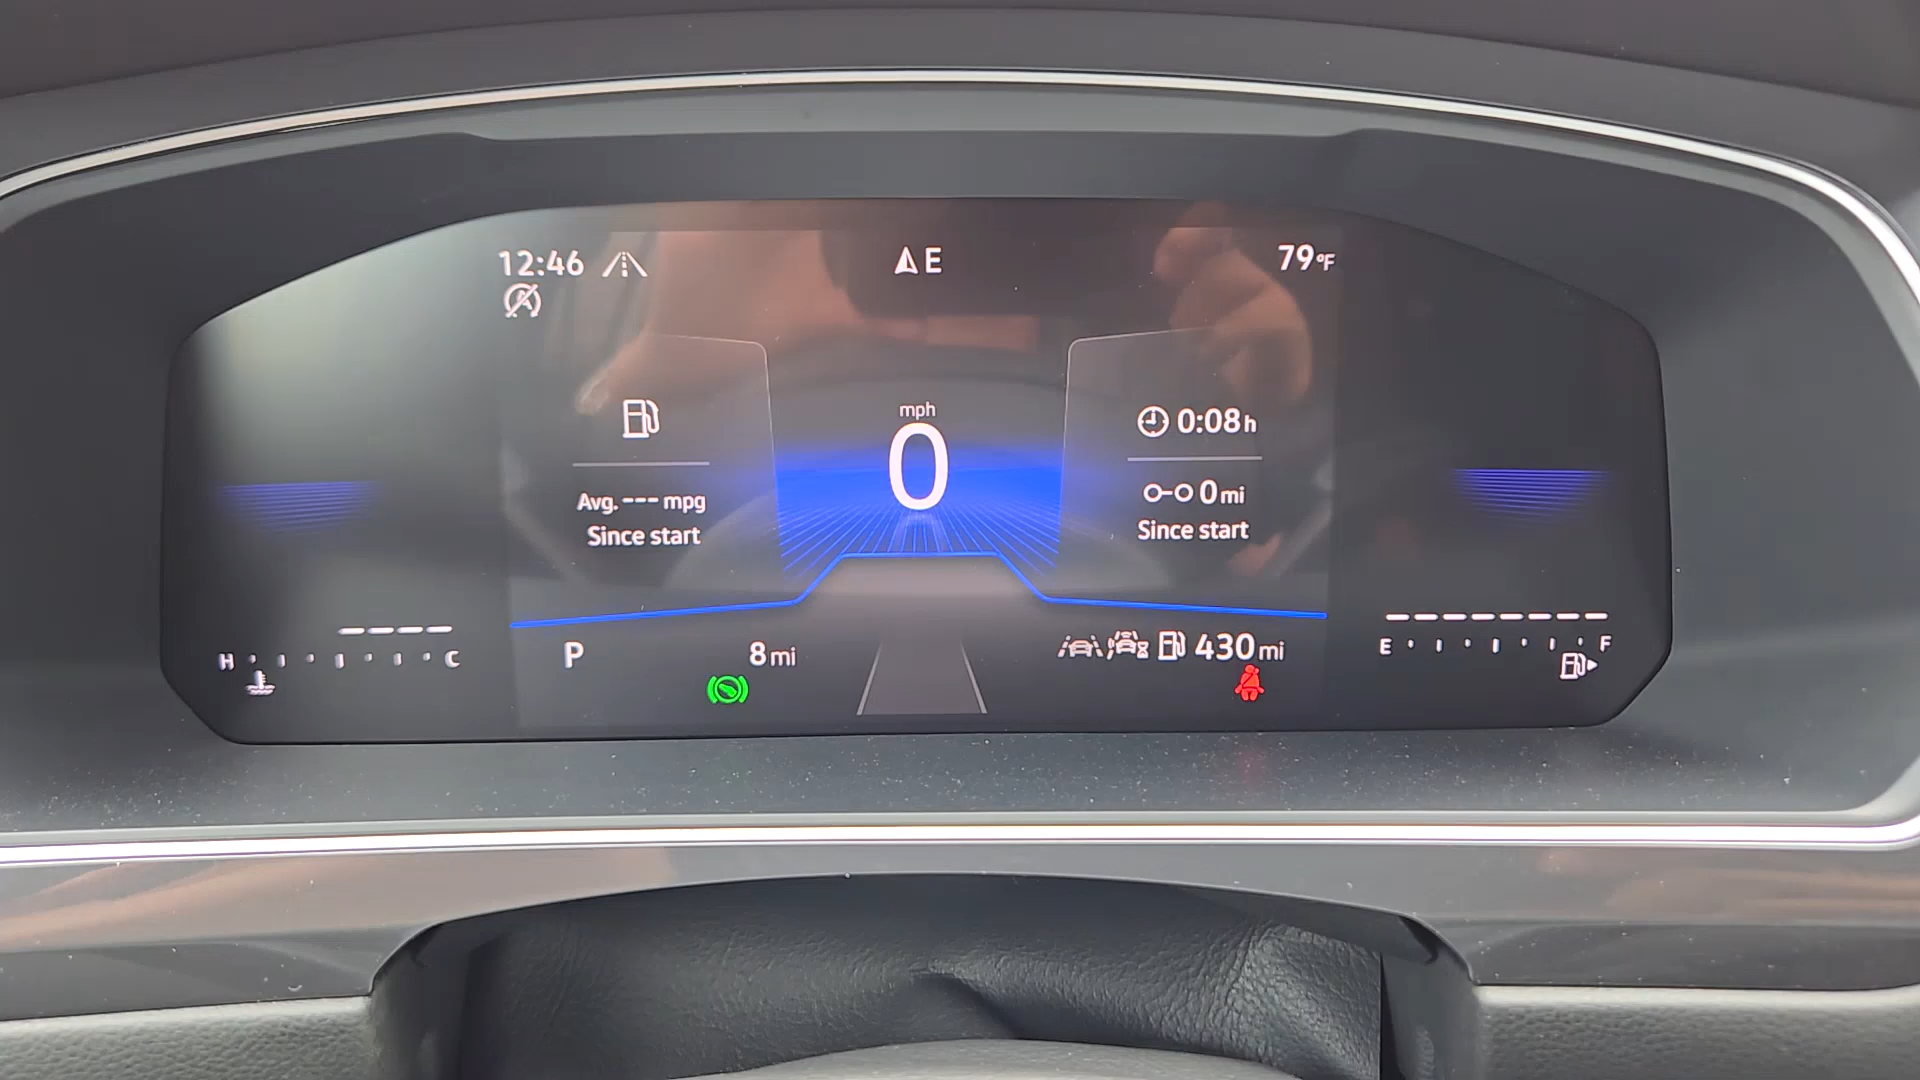 12:46
E
79°F
mph
0
0:08h
Avg. --- mpg
0mi
Since start
Since start
H C
P
8mi
430mi
E F